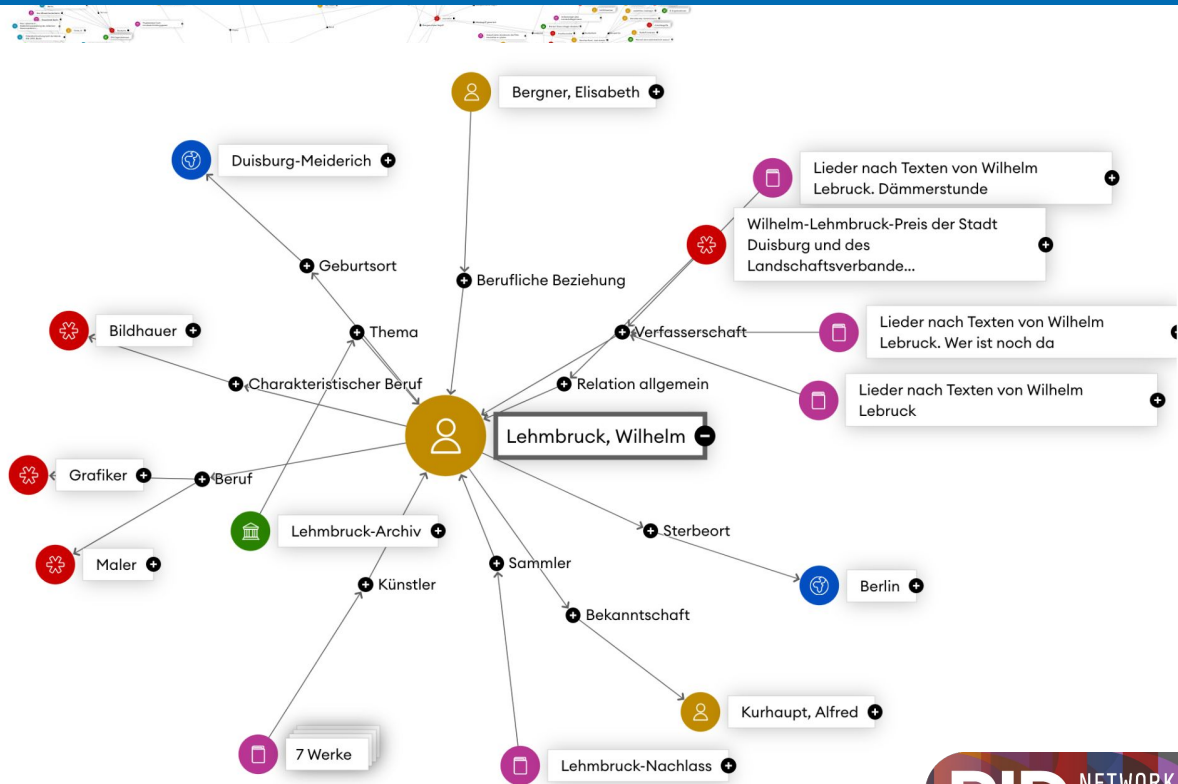 Bergner, Elisabeth
Duisburg-Meiderich
Lieder nach Texten von Wilhelm
Lebruck. Dämmerstunde
Wilhelm-Lehmbruck-Preis der Stadt
Duisburg und des
Landschaftsverbande...
Geburtsort
Berufliche Beziehung
Bildhauer
Thema
Verfasserschaft
Lieder nach Texten von Wilhelm
Lebruck. Wer ist noch da
Charakteristischer Beruf
Relation allgemein
Lieder nach Texten von Wilhelm
Lebruck
Lehmbruck, Wilhelm
Grafiker
Beruf
Lehmbruck-Archiv
Sterbeort
Maler
Künstler
Sammler
Berlin
Bekanntschaft
Kurhaupt, Alfred
7 Werke
Lehmbruck-Nachlass
PID NETWORK